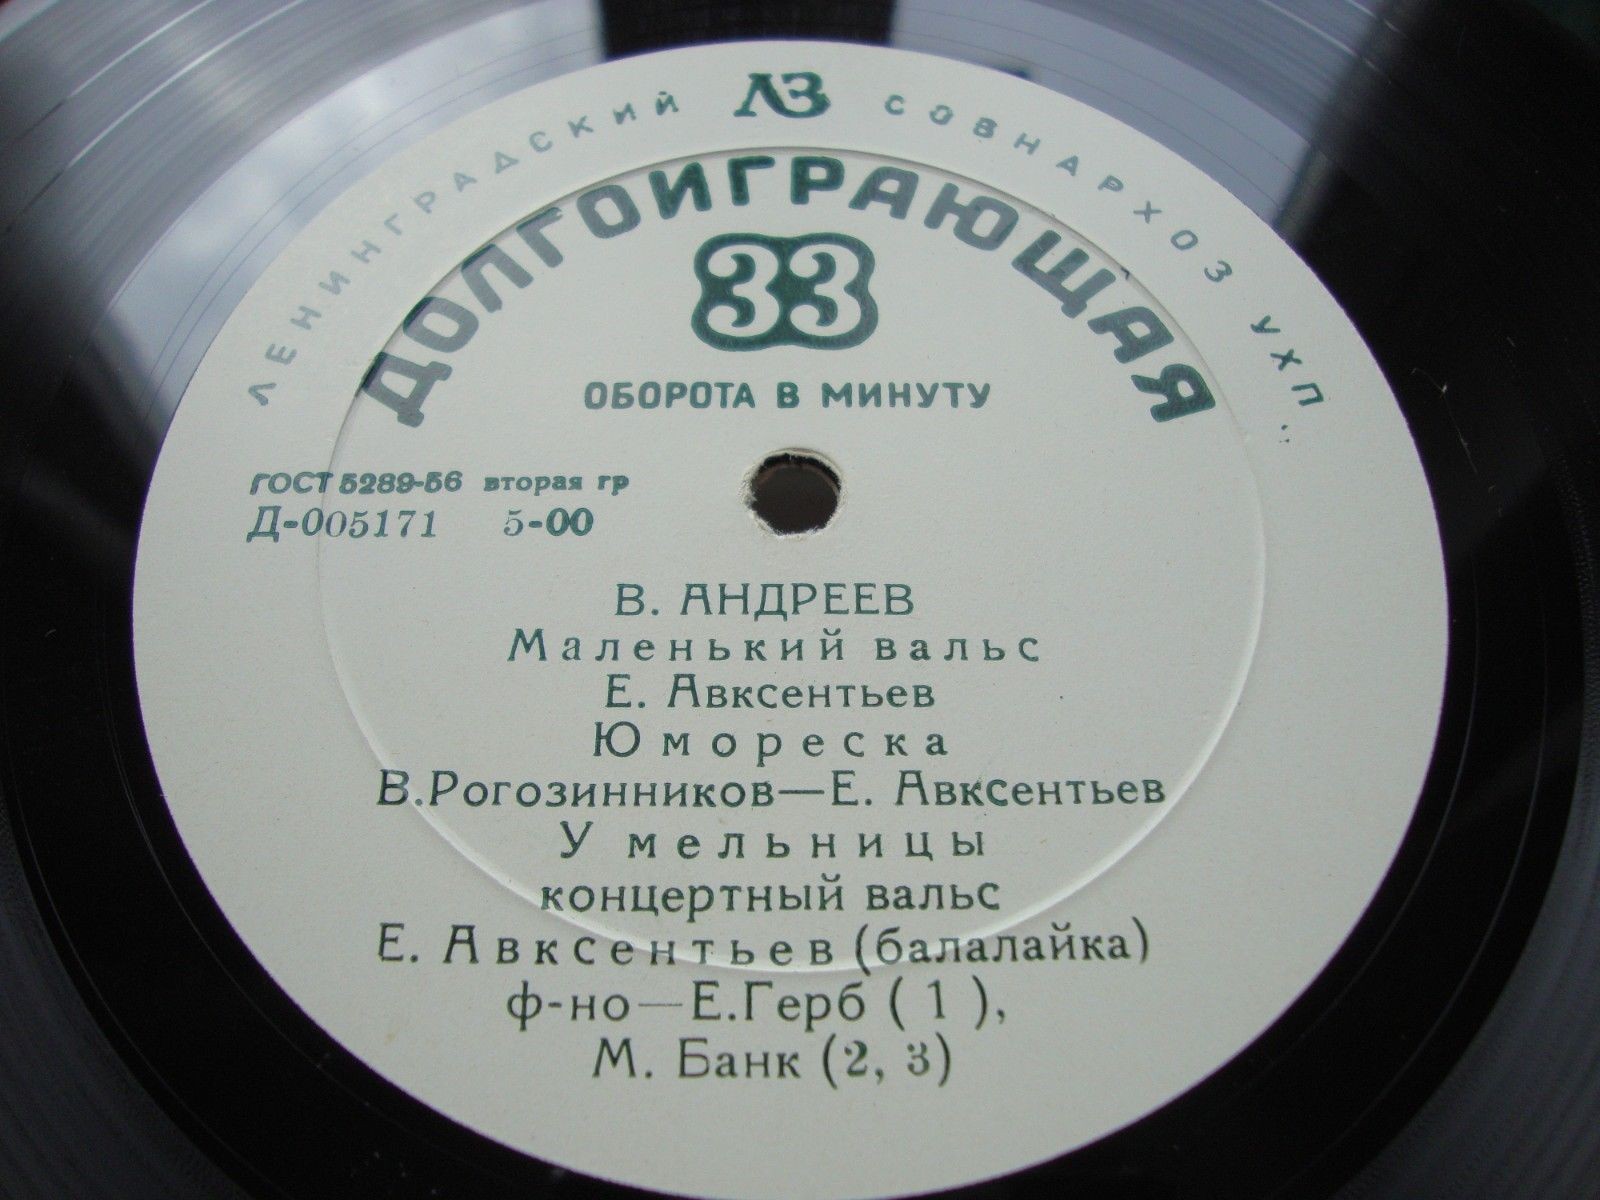 ЛЕНИНГРАДСКИЙ ЛЗ СОВНАРХОЗ УХП
ДОЛГОИГРАЮЩАЯ
33
ОБОРОТА В МИНУТУ
ГОСТ 5289-56 вторая гр
Д-005171 5-00
В. АНДРЕЕВ
Маленький вальс
Е. Авксентьев
Юмореска
В.Рогозинников—Е. Авксентьев
У мельницы
концертный вальс
Е. Авксентьев (балалайка)
ф-но—Е.Герб (1),
М. Банк (2, 3)